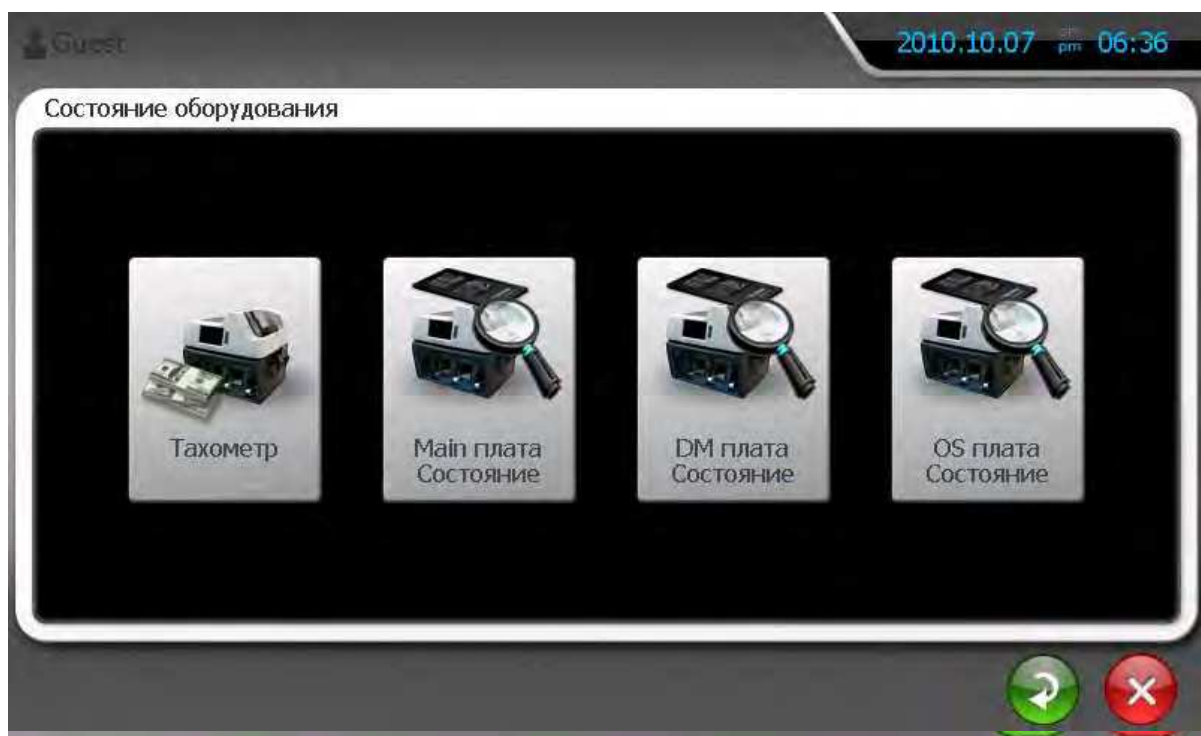 Guest
2010.10.07 pm 06:36
Состояние оборудования
Тахометр
Main плата
Состояние
DM плата
Состояние
OS плата
Состояние